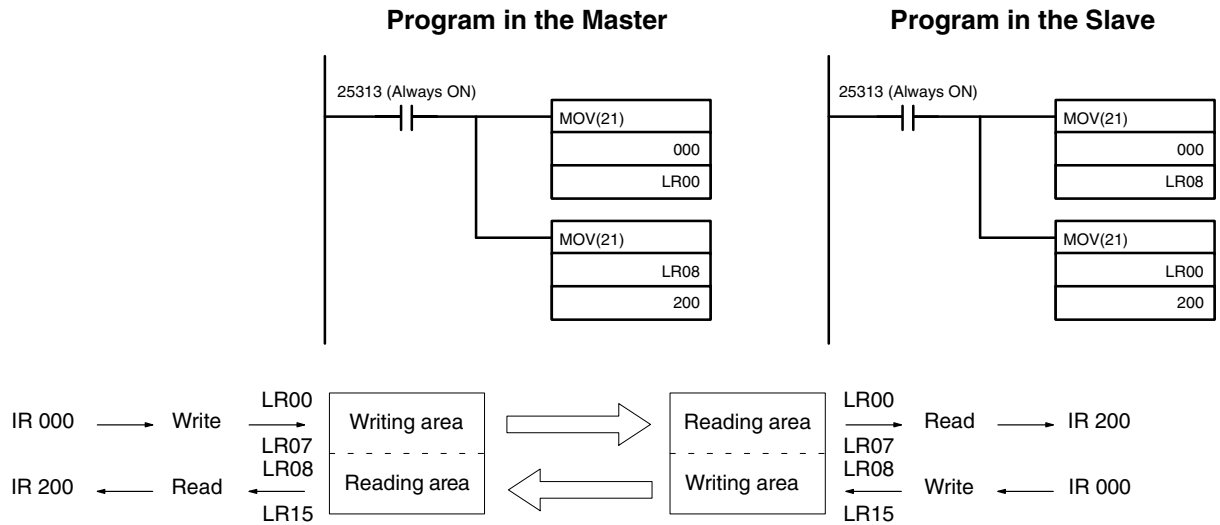 Program in the Master
Program in the Slave
25313 (Always ON)
MOV(21)
000
LR00
MOV(21)
LR08
200
25313 (Always ON)
MOV(21)
000
LR08
MOV(21)
LR00
200
IR 000 Write LR00 Writing area Reading area LR00 Read IR 200
LR07 LR07
IR 200 Read LR08 Reading area Writing area LR08 Write IR 000
LR15 LR15